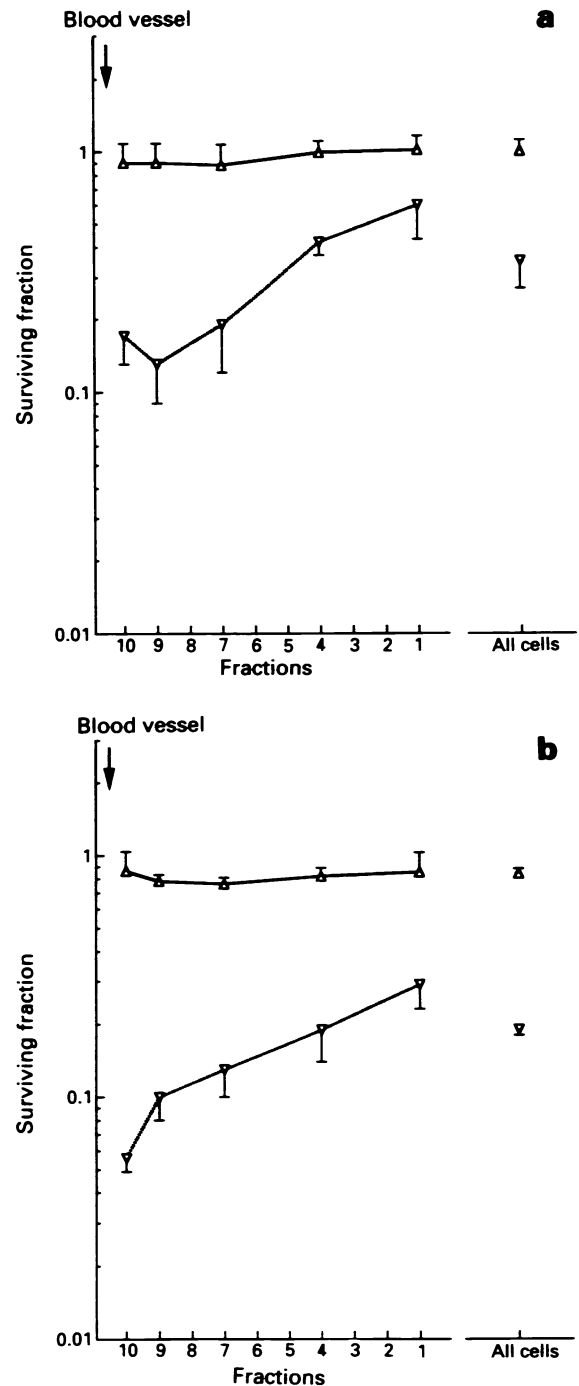 Blood vessel
a
1
0.1
0.01
Surviving fraction
10 9 8 7 6 5 4 3 2 1 All cells
Fractions
Blood vessel
b
1
0.1
0.01
Surviving fraction
10 9 8 7 6 5 4 3 2 1 All cells
Fractions